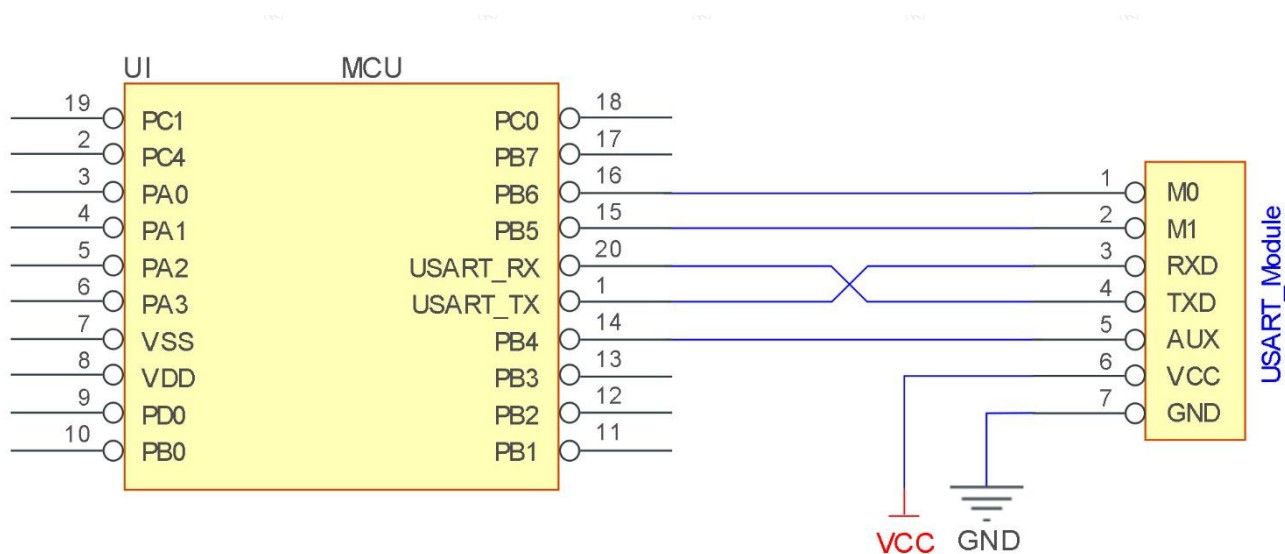 UI MCU
19 PC1 PC0 18
2 PC4 PB7 17
3 PA0 PB6 16 1 M0
4 PA1 PB5 15 2 M1
5 PA2 USART_RX 20 3 RXD
6 PA3 USART_TX 1 4 TXD
7 VSS PB4 14 5 AUX
8 VDD PB3 13 6 VCC
9 PD0 PB2 12 7 GND
10 PB0 PB1 11
USART_Module
VCC GND